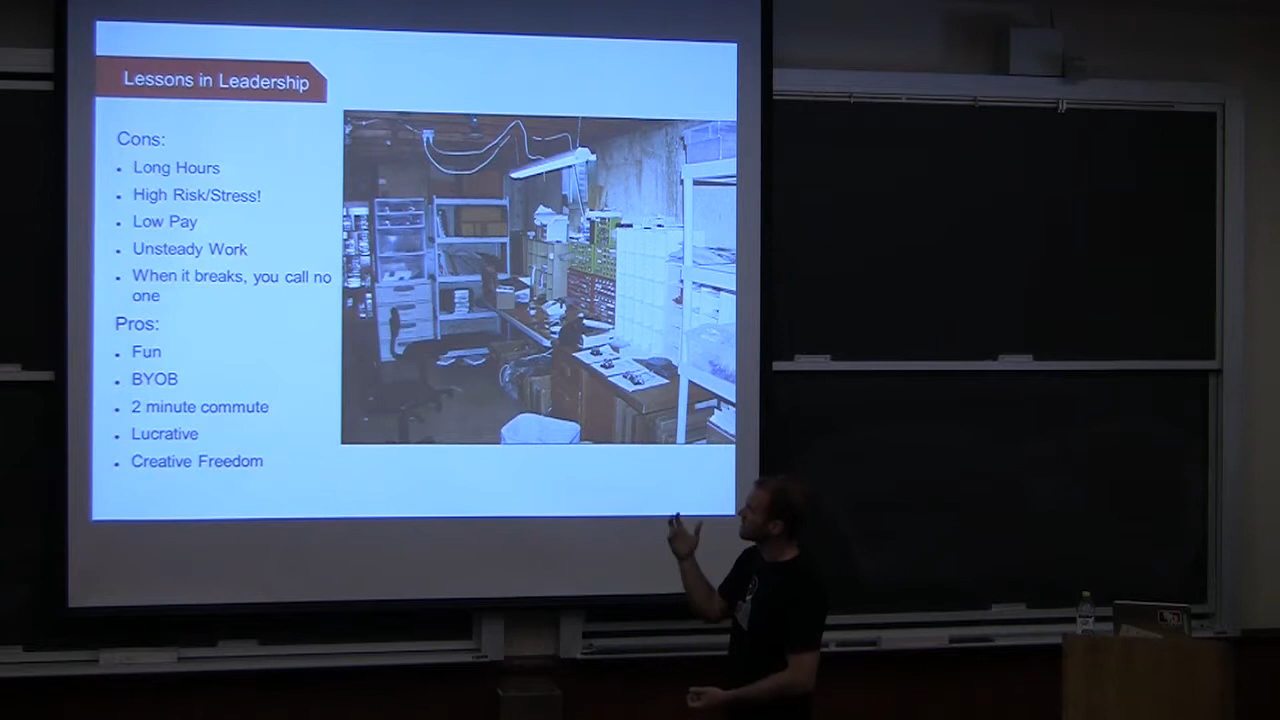 Lessons in Leadership
Cons:
• Long Hours
• High Risk/Stress!
• Low Pay
• Unsteady Work
• When it breaks, you call no
one
Pros:
• Fun
• BYOB
• 2 minute commute
• Lucrative
• Creative Freedom